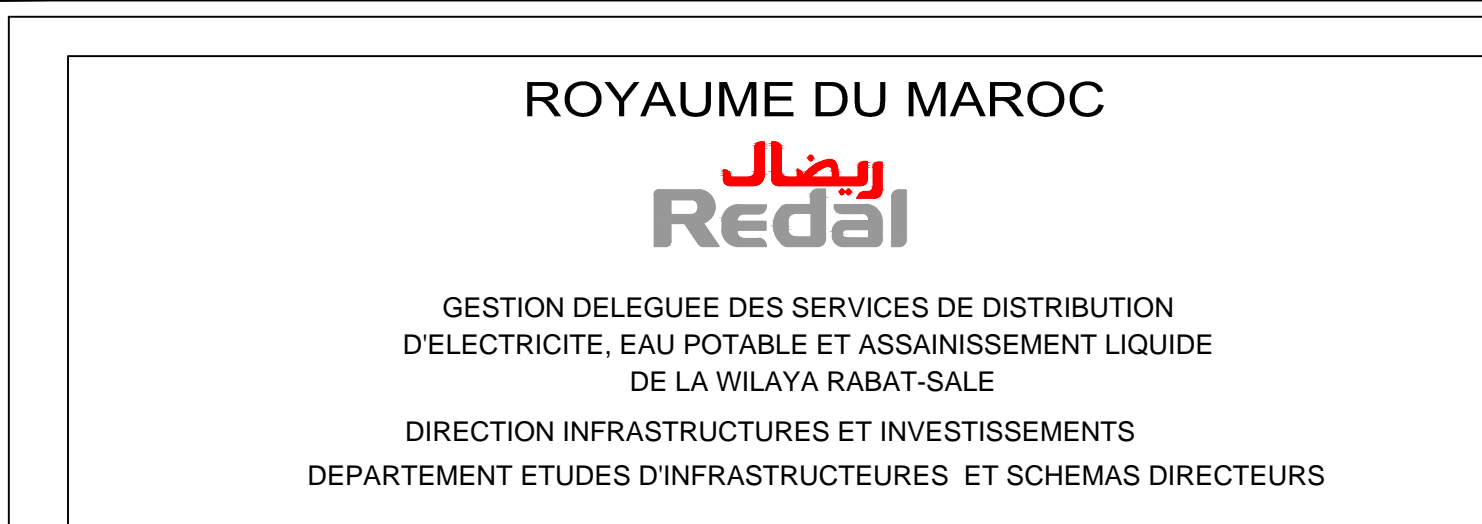 ROYAUME DU MAROC
ريضال
Redal
GESTION DELEGUEE DES SERVICES DE DISTRIBUTION
D'ELECTRICITE, EAU POTABLE ET ASSAINISSEMENT LIQUIDE
DE LA WILAYA RABAT-SALE
DIRECTION INFRASTRUCTURES ET INVESTISSEMENTS
DEPARTEMENT ETUDES D'INFRASTRUCTEURES ET SCHEMAS DIRECTEURS